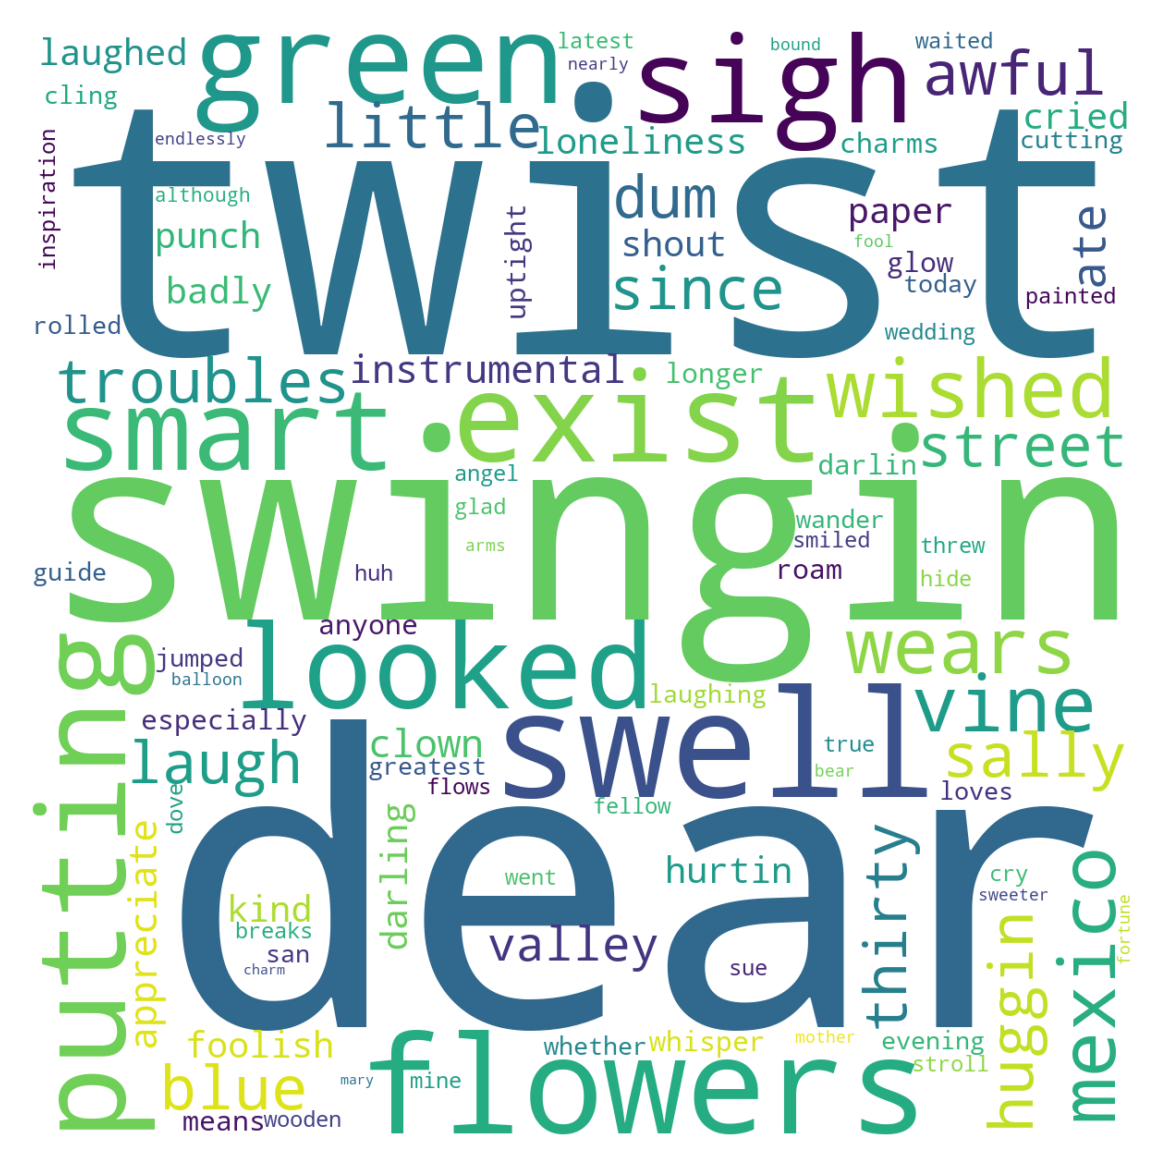 latest
bound
waited
laughed
green
sigh
awful
nearly
cling
twist
little
cried
endlessly
loneliness
charms
cutting
inspiration
although
dum
paper
punch
uptight
shout
fool
ate
glow
badly
since
today
painted
rolled
wedding
troubles
instrumental
longer
wished
smart
exist
street
darlin
angel
swingin
glad
wander
arms
smiled
threw
guide
huh
roam
hide
anyone
putting
looked
wears
jumped
balloon
laughing
vine
especially
swell
laugh
clown
true
sally
greatest
bear
flows
loves
dove
fellow
dear
appreciate
darling
hurtin
thirty
mexico
went
cry
sweeter
kind
breaks
valley
huggin
fortune
san
charm
sue
foolish
whether
whisper
mother
evening
flowers
stroll
blue
mary
mine
means
wooden